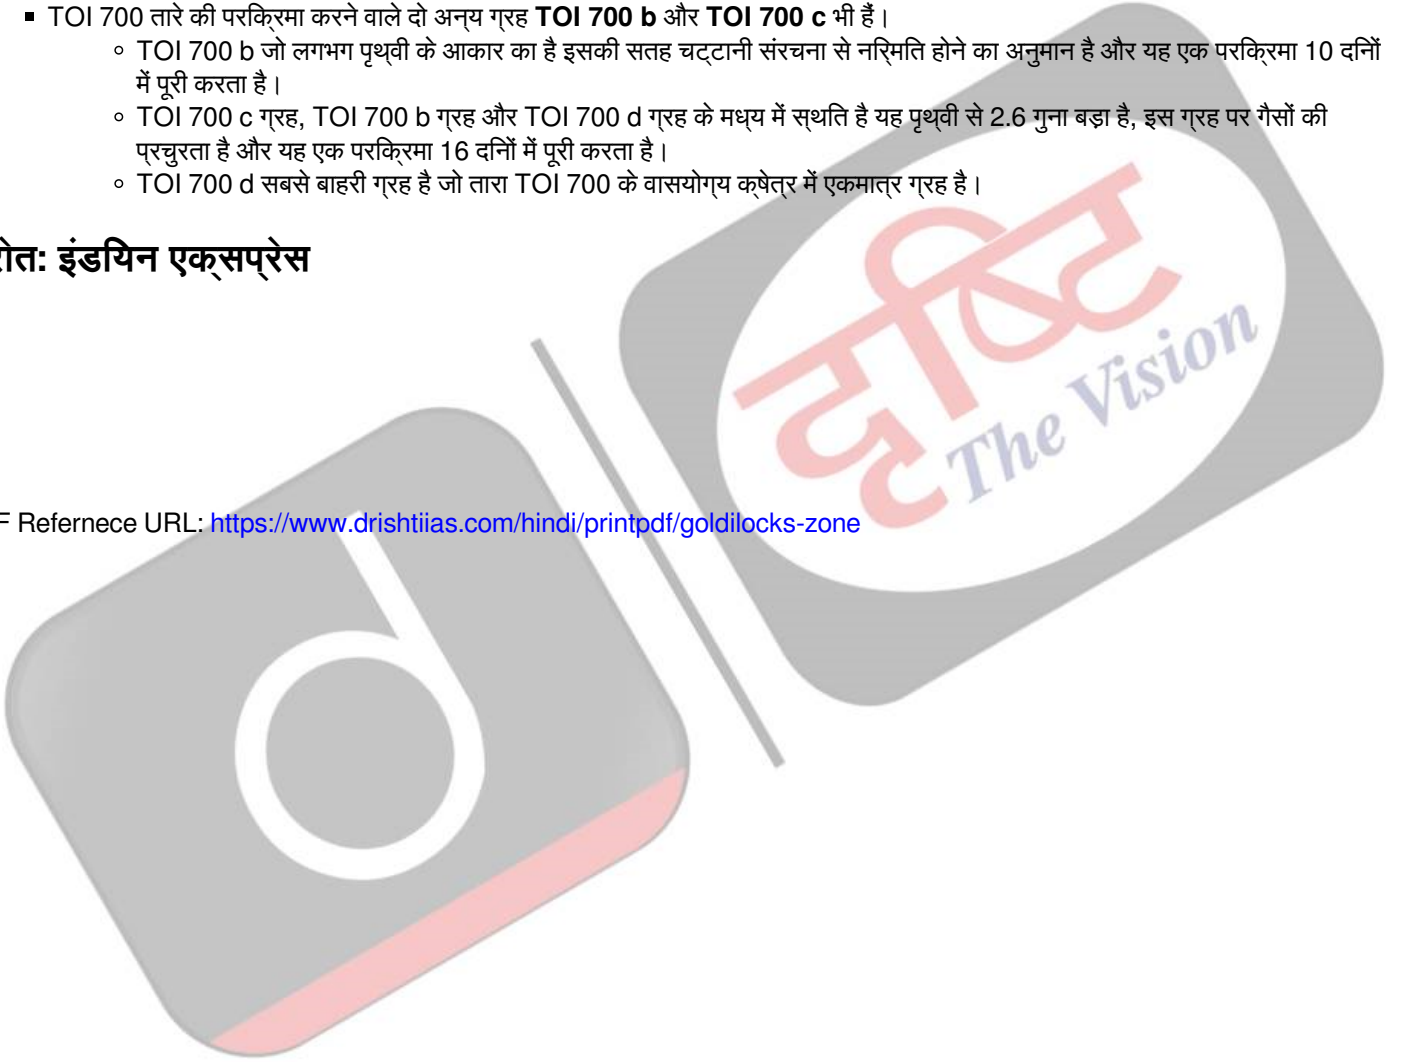 TOI 700 तारे की परिक्रमा करने वाले दो अन्य ग्रह TOI 700 b और TOI 700 c भी हैं।
TOI 700 b जो लगभग पृथ्वी के आकार का है इसकी सतह चट्टानी संरचना से निर्मित होने का अनुमान है और यह एक परिक्रमा 10 दिनों
में पूरी करता है।
TOI 700 c ग्रह, TOI 700 b ग्रह और TOI 700 d ग्रह के मध्य में स्थित है यह पृथ्वी से 2.6 गुना बड़ा है, इस ग्रह पर गैसों की
प्रचुरता है और यह एक परिक्रमा 16 दिनों में पूरी करता है।
TOI 700 d सबसे बाहरी ग्रह है जो तारा TOI 700 के वासयोग्य क्षेत्र में एकमात्र ग्रह है।
रोत: इंडियन एक्सप्रेस
F Refernece URL: https://www.drishtiias.com/hindi/printpdf/goldilocks-zone
दृष्टि
The Vision
d